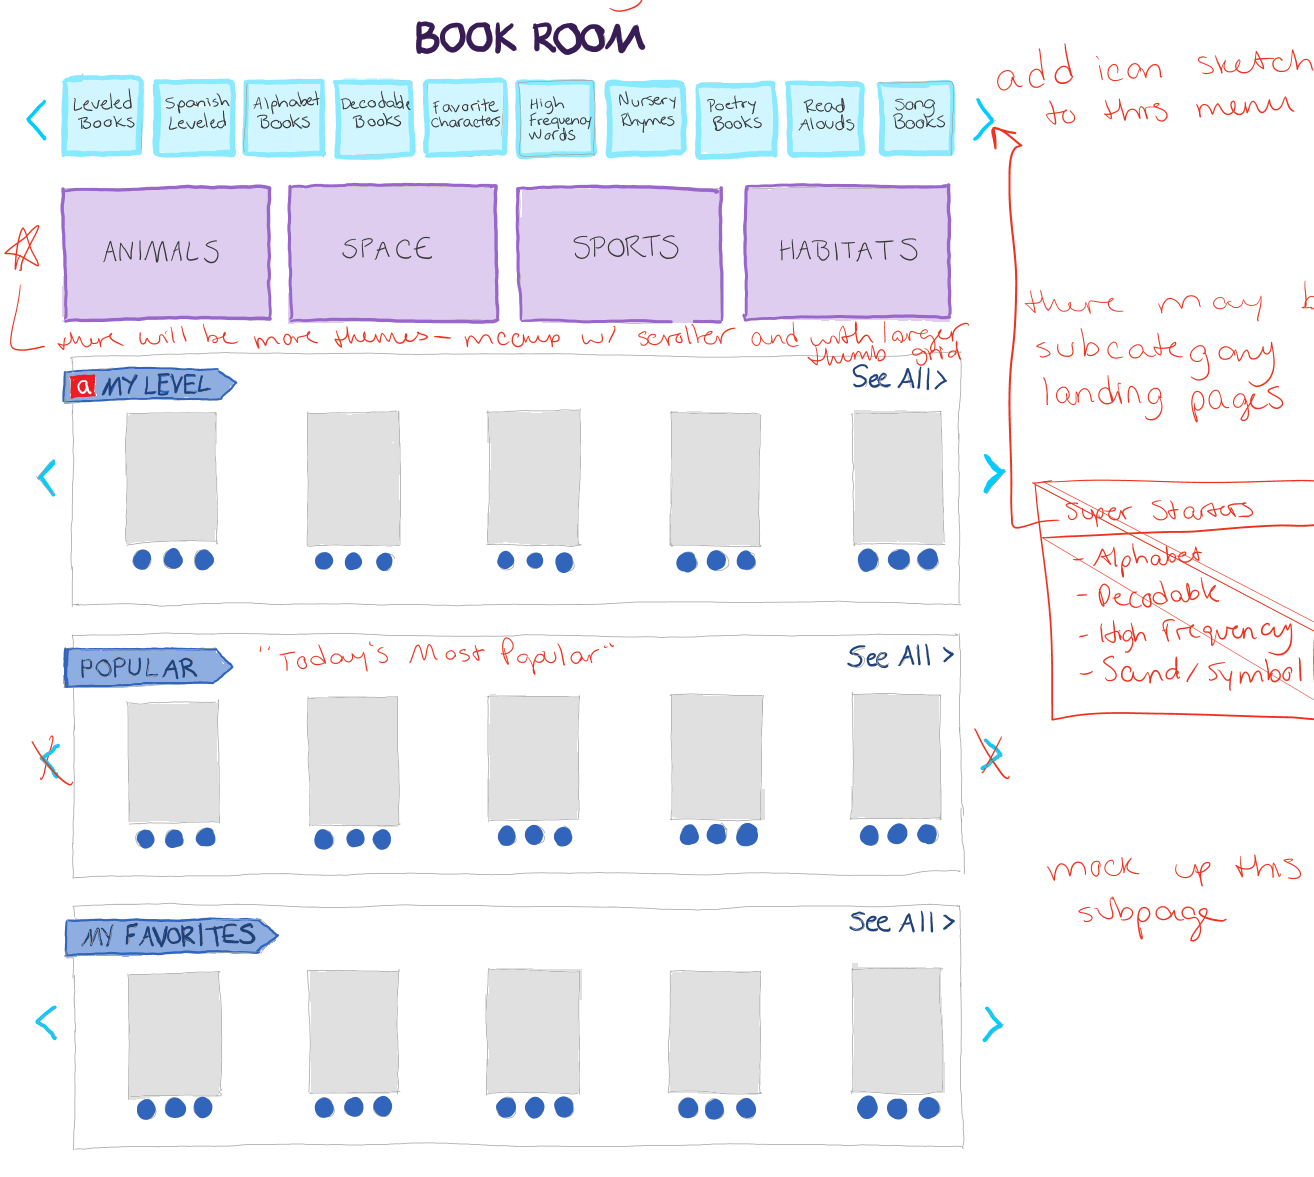 BOOK ROOM
Leveled
Books
Spanish
Leveled
Alphabet
Books
Decodable
Books
Favorite
Characters
High
Frequency
Words
Nursery
Rhymes
Poetry
Books
Read
Alouds
Song
Books
add icon sketch
to this menu
ANIMALS
SPACE
SPORTS
HABITATS
there will be more themes - mockup w/ scroller and with larger
thumb grid
there may b
subcategory
landing pages
a MY LEVEL
See All >
Super Starters
- Alphabet
- Decodable
- High Frequency
- Sand/symbol
POPULAR
"Today's Most Popular"
See All >
mock up this
subpage
MY FAVORITES
See All >